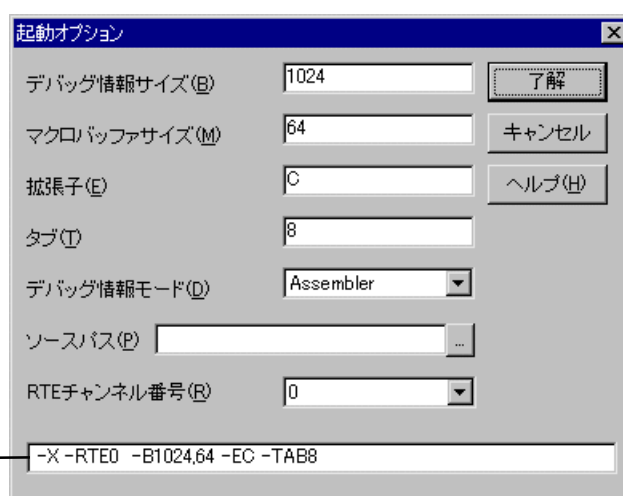 起動オプション
デバッグ情報サイズ(B) 1024 了解
マクロバッファサイズ(M) 64 キャンセル
拡張子(E) C ヘルプ(H)
タブ(T) 8
デバッグ情報モード(D) Assembler
ソースパス(P) ...
RTEチャンネル番号(R) 0
-X -RTE0 -B1024,64 -EC -TAB8